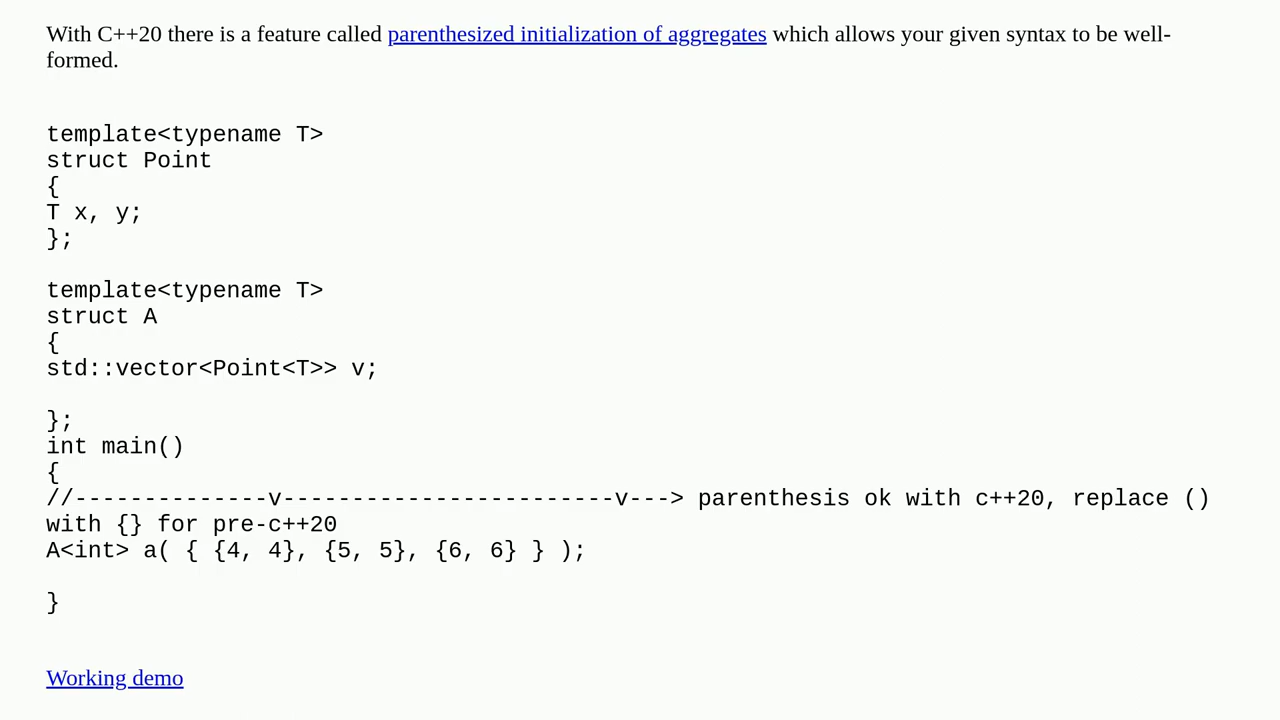 With C++20 there is a feature called parenthesized initialization of aggregates which allows your given syntax to be well-
formed.
template<typename T>
struct Point
{
T x, y;
};
template<typename T>
struct A
{
std::vector<Point<T>> v;
};
int main()
{
//--------------v------------------------v---> parenthesis ok with c++20, replace ()
with {} for pre-c++20
A<int> a( { {4, 4}, {5, 5}, {6, 6} } );
}
Working demo